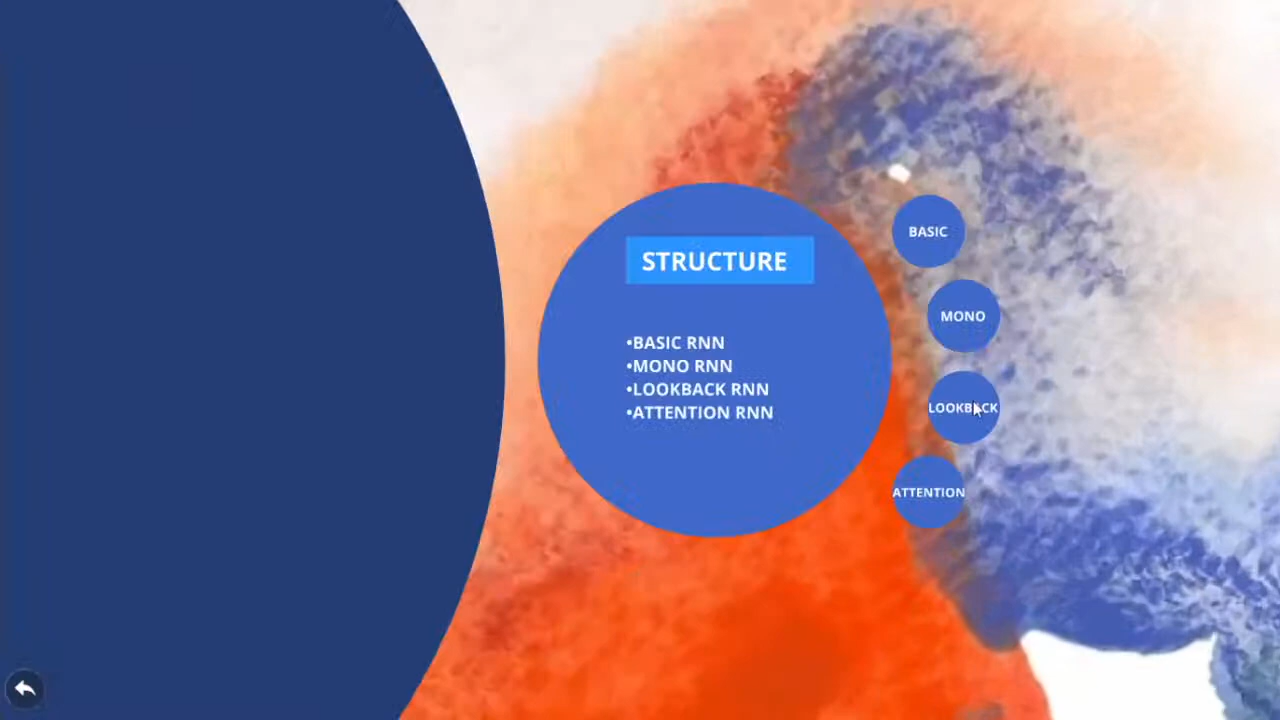 STRUCTURE
•BASIC RNN
•MONO RNN
•LOOKBACK RNN
•ATTENTION RNN
BASIC
MONO
LOOKBACK
ATTENTION